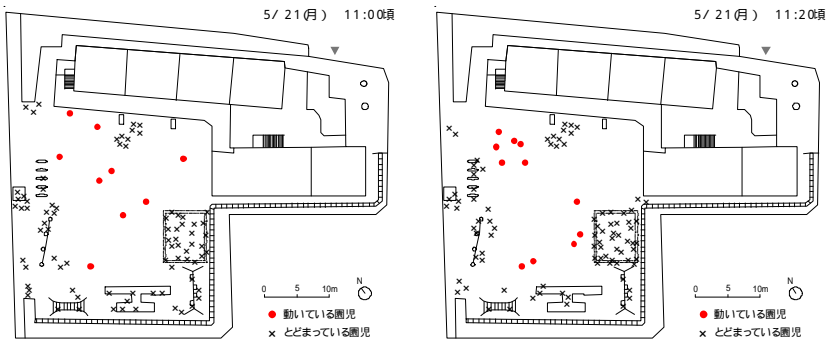 5/21(月) 11:00頃
N
0 5 10m
動いている園児
とどまっている園児
5/21(月) 11:20頃
N
0 5 10m
動いている園児
とどまっている園児